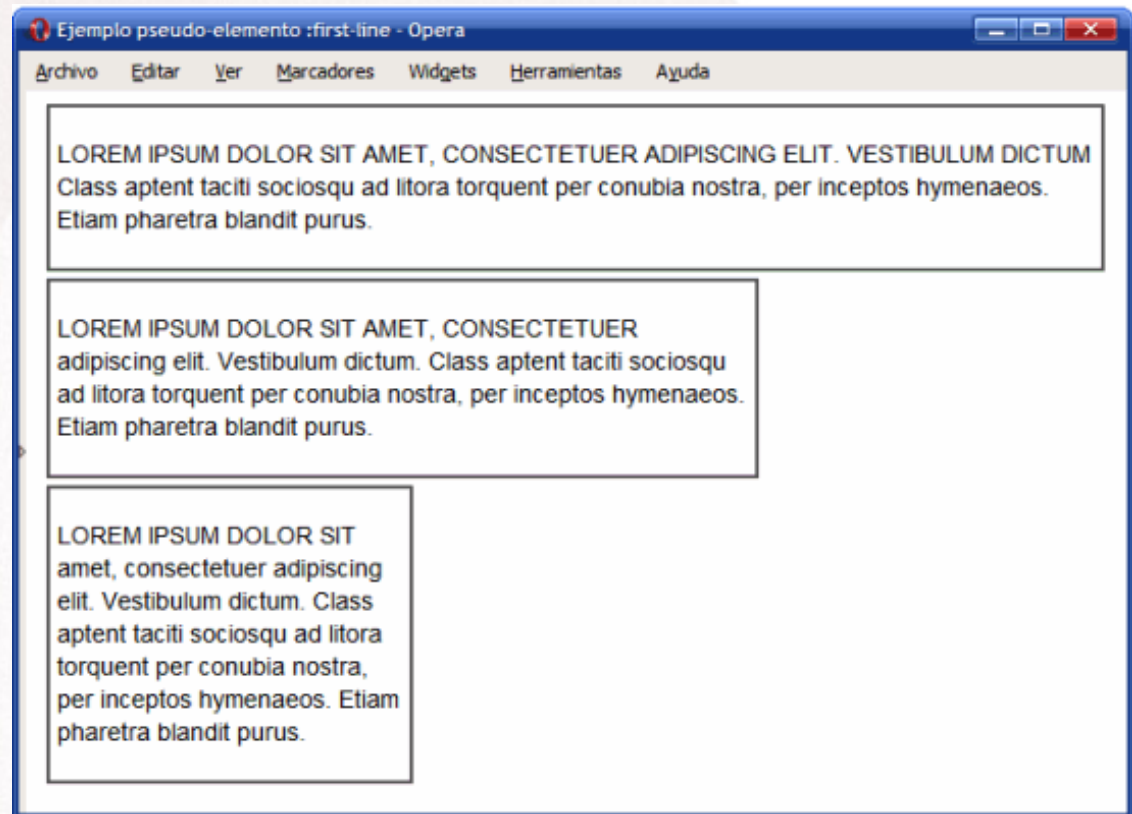 Ejemplo pseudo-elemento :first-line - Opera
Archivo Editar Ver Marcadores Widgets Herramientas Ayuda
LOREM IPSUM DOLOR SIT AMET, CONSECTETUER ADIPISCING ELIT. VESTIBULUM DICTUM
Class aptent taciti sociosqu ad litora torquent per conubia nostra, per inceptos hymenaeos.
Etiam pharetra blandit purus.
LOREM IPSUM DOLOR SIT AMET, CONSECTETUER
adipiscing elit. Vestibulum dictum. Class aptent taciti sociosqu
ad litora torquent per conubia nostra, per inceptos hymenaeos.
Etiam pharetra blandit purus.
LOREM IPSUM DOLOR SIT
amet, consectetuer adipiscing
elit. Vestibulum dictum. Class
aptent taciti sociosqu ad litora
torquent per conubia nostra,
per inceptos hymenaeos. Etiam
pharetra blandit purus.